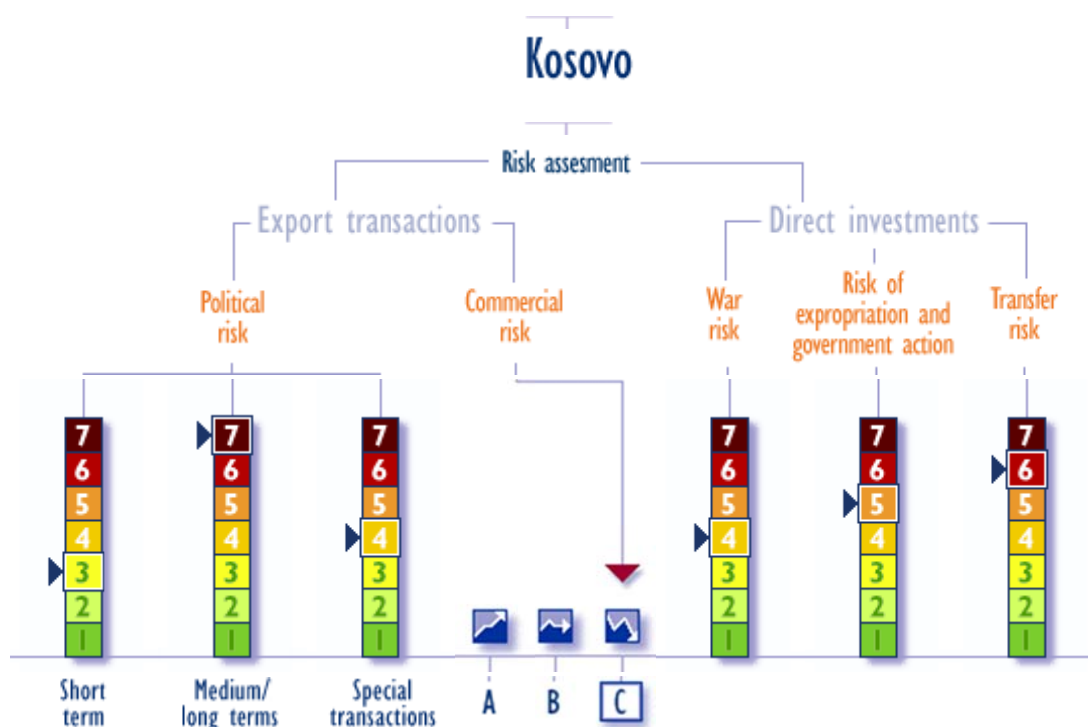 Kosovo
Risk assesment
Export transactions
Direct investments
Political
risk
Commercial
risk
War
risk
Risk of
expropriation and
government action
Transfer
risk
7 7 7 7 7 7
6 6 6 6 6 6
5 5 5 5 5 5
4 4 4 4 4 4
3 3 3 3 3 3
2 2 2 2 2 2
1 1 1 1 1 1
Short
term
Medium/
long terms
Special
transactions
A B C